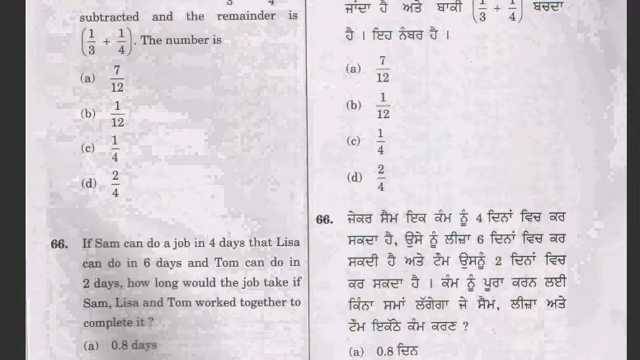 3 4
subtracted and the remainder is
(1/3 + 1/4). The number is
(a) 7/12
(b) 1/12
(c) 1/4
(d) 2/4
66. If Sam can do a job in 4 days that Lisa
can do in 6 days and Tom can do in
2 days, how long would the job take if
Sam, Lisa and Tom worked together to
complete it ?
(a) 0.8 days
ਜਾਂਦਾ ਹੈ ਅਤੇ ਬਾਕੀ (1/3 + 1/4) ਬਚਦਾ
ਹੈ । ਇਹ ਨੰਬਰ ਹੈ ।
(a) 7/12
(b) 1/12
(c) 1/4
(d) 2/4
66. ਜੇਕਰ ਸੈਮ ਇਕ ਕੰਮ ਨੂੰ 4 ਦਿਨਾਂ ਵਿਚ ਕਰ
ਸਕਦਾ ਹੈ, ਉਸੇ ਨੂੰ ਲੀਜ਼ਾ 6 ਦਿਨਾਂ ਵਿਚ ਕਰ
ਸਕਦੀ ਹੈ ਅਤੇ ਟੌਮ ਉਸਨੂੰ 2 ਦਿਨਾਂ ਵਿਚ
ਕਰ ਸਕਦਾ ਹੈ । ਕੰਮ ਨੂੰ ਪੂਰਾ ਕਰਨ ਲਈ
ਕਿੰਨਾ ਸਮਾਂ ਲੱਗੇਗਾ ਜੇ ਸੈਮ, ਲੀਜ਼ਾ ਅਤੇ
ਟੌਮ ਇਕਠੇ ਕੰਮ ਕਰਣ ?
(a) 0.8 ਦਿਨ